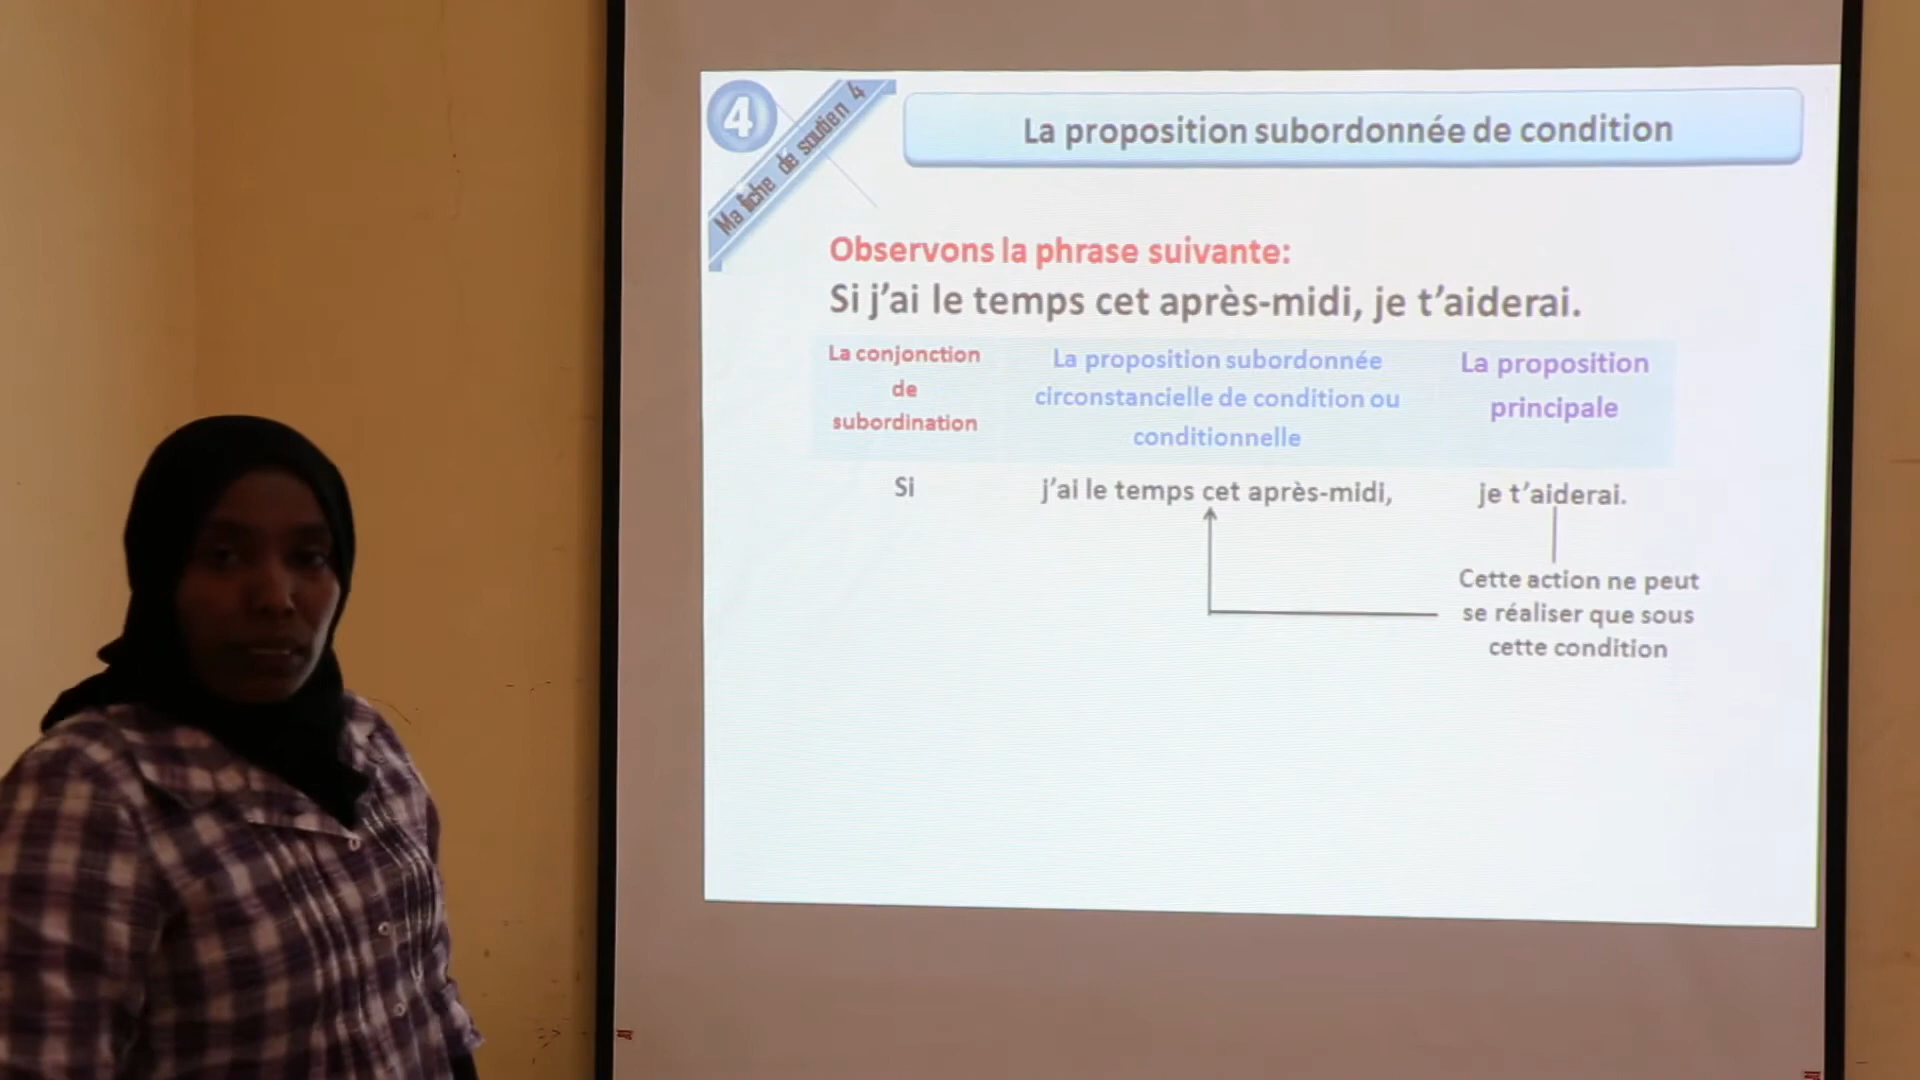 4
Ma fiche de soutien 4
La proposition subordonnée de condition
Observons la phrase suivante:
Si j'ai le temps cet après-midi, je t'aiderai.
La conjonction
de
subordination
La proposition subordonnée
circonstancielle de condition ou
conditionnelle
La proposition
principale
Si
j'ai le temps cet après-midi,
je t'aiderai.
Cette action ne peut
se réaliser que sous
cette condition